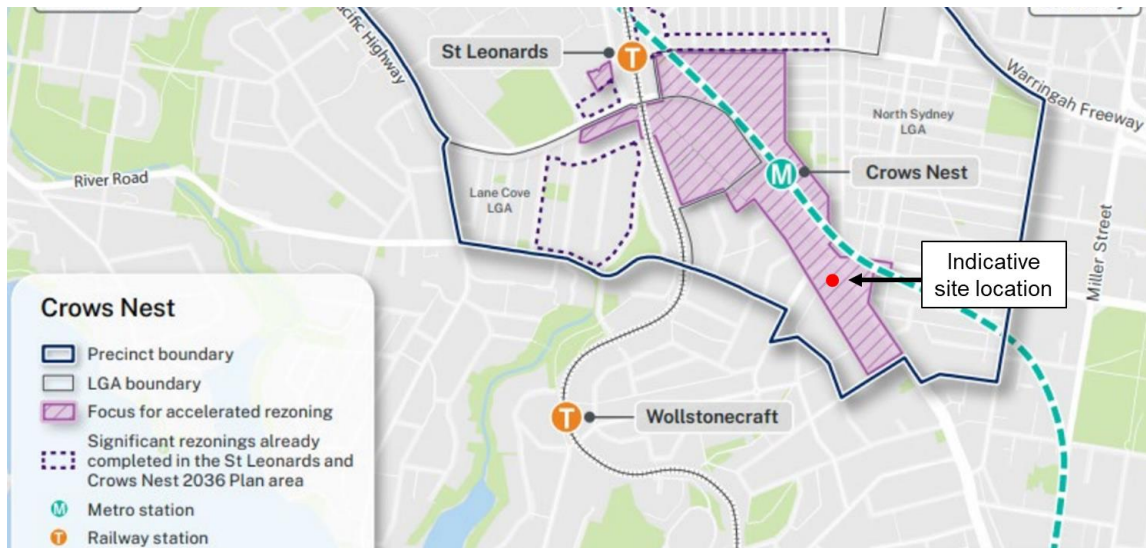 acific Highway
St Leonards
T
Warringah Freeway
North Sydney
LGA
M
Crows Nest
River Road
Lane Cove
LGA
Miller Street
Indicative
site location
Crows Nest
Precinct boundary
LGA boundary
Focus for accelerated rezoning
Significant rezonings already
completed in the St Leonards and
Crows Nest 2036 Plan area
M Metro station
T Railway station
T
Wollstonecraft